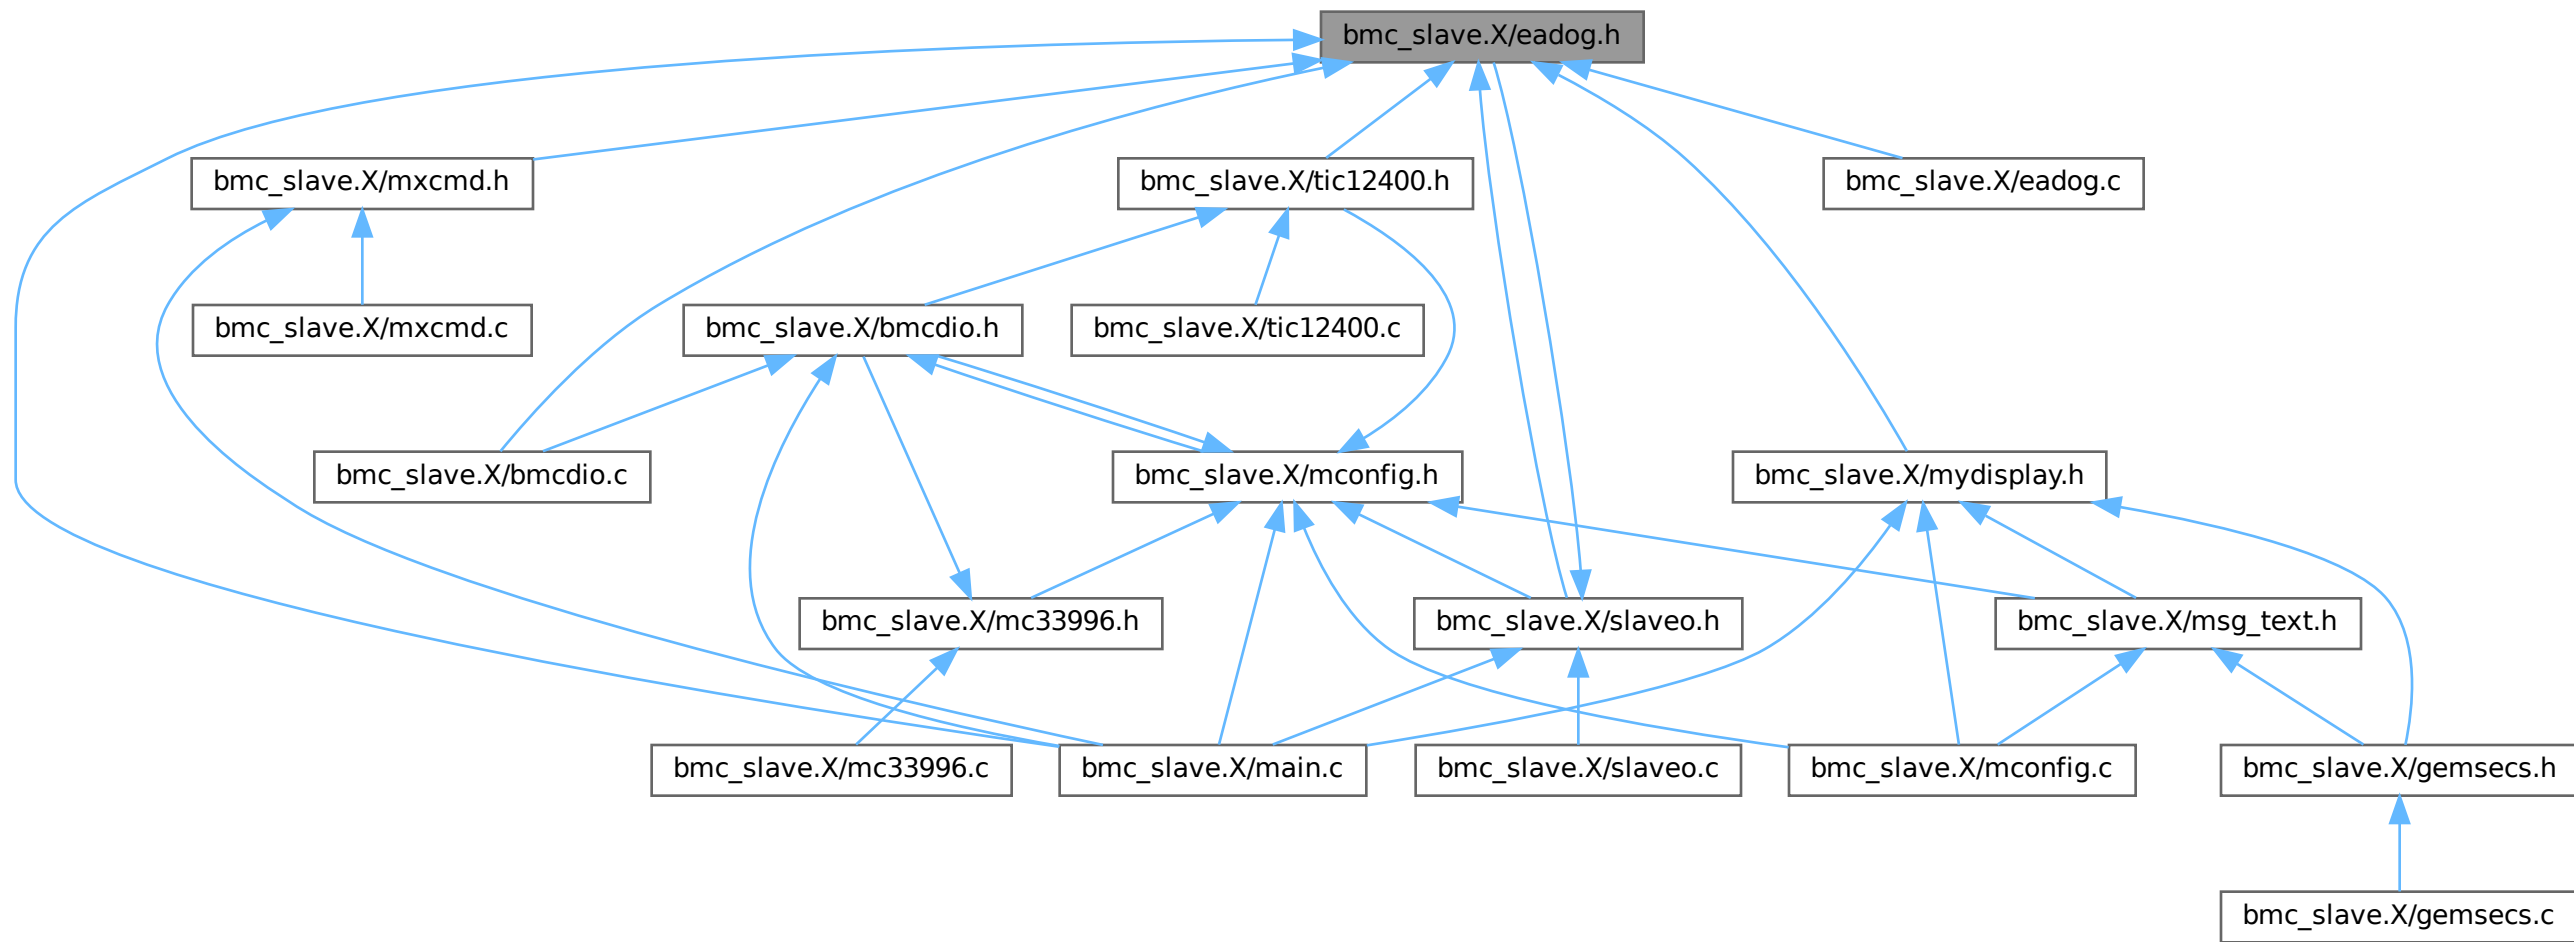 bmc_slave.X/eadog.h
bmc_slave.X/mxcmd.h
bmc_slave.X/tic12400.h
bmc_slave.X/eadog.c
bmc_slave.X/mxcmd.c
bmc_slave.X/bmcdio.h
bmc_slave.X/tic12400.c
bmc_slave.X/bmcdio.c
bmc_slave.X/mconfig.h
bmc_slave.X/mydisplay.h
bmc_slave.X/mc33996.h
bmc_slave.X/slaveo.h
bmc_slave.X/msg_text.h
bmc_slave.X/mc33996.c
bmc_slave.X/main.c
bmc_slave.X/slaveo.c
bmc_slave.X/mconfig.c
bmc_slave.X/gemsecs.h
bmc_slave.X/gemsecs.c